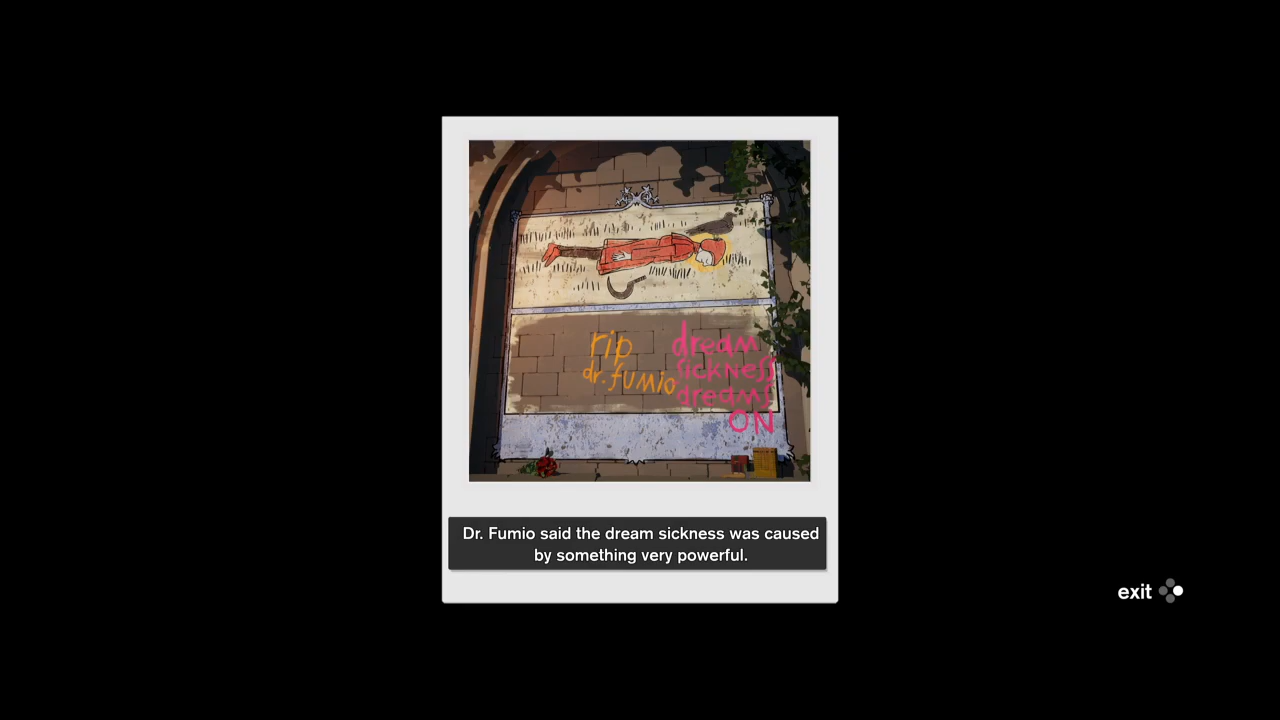 rip
dr. fumio
dream
sickness
dreams
ON
Dr. Fumio said the dream sickness was caused
by something very powerful.
exit